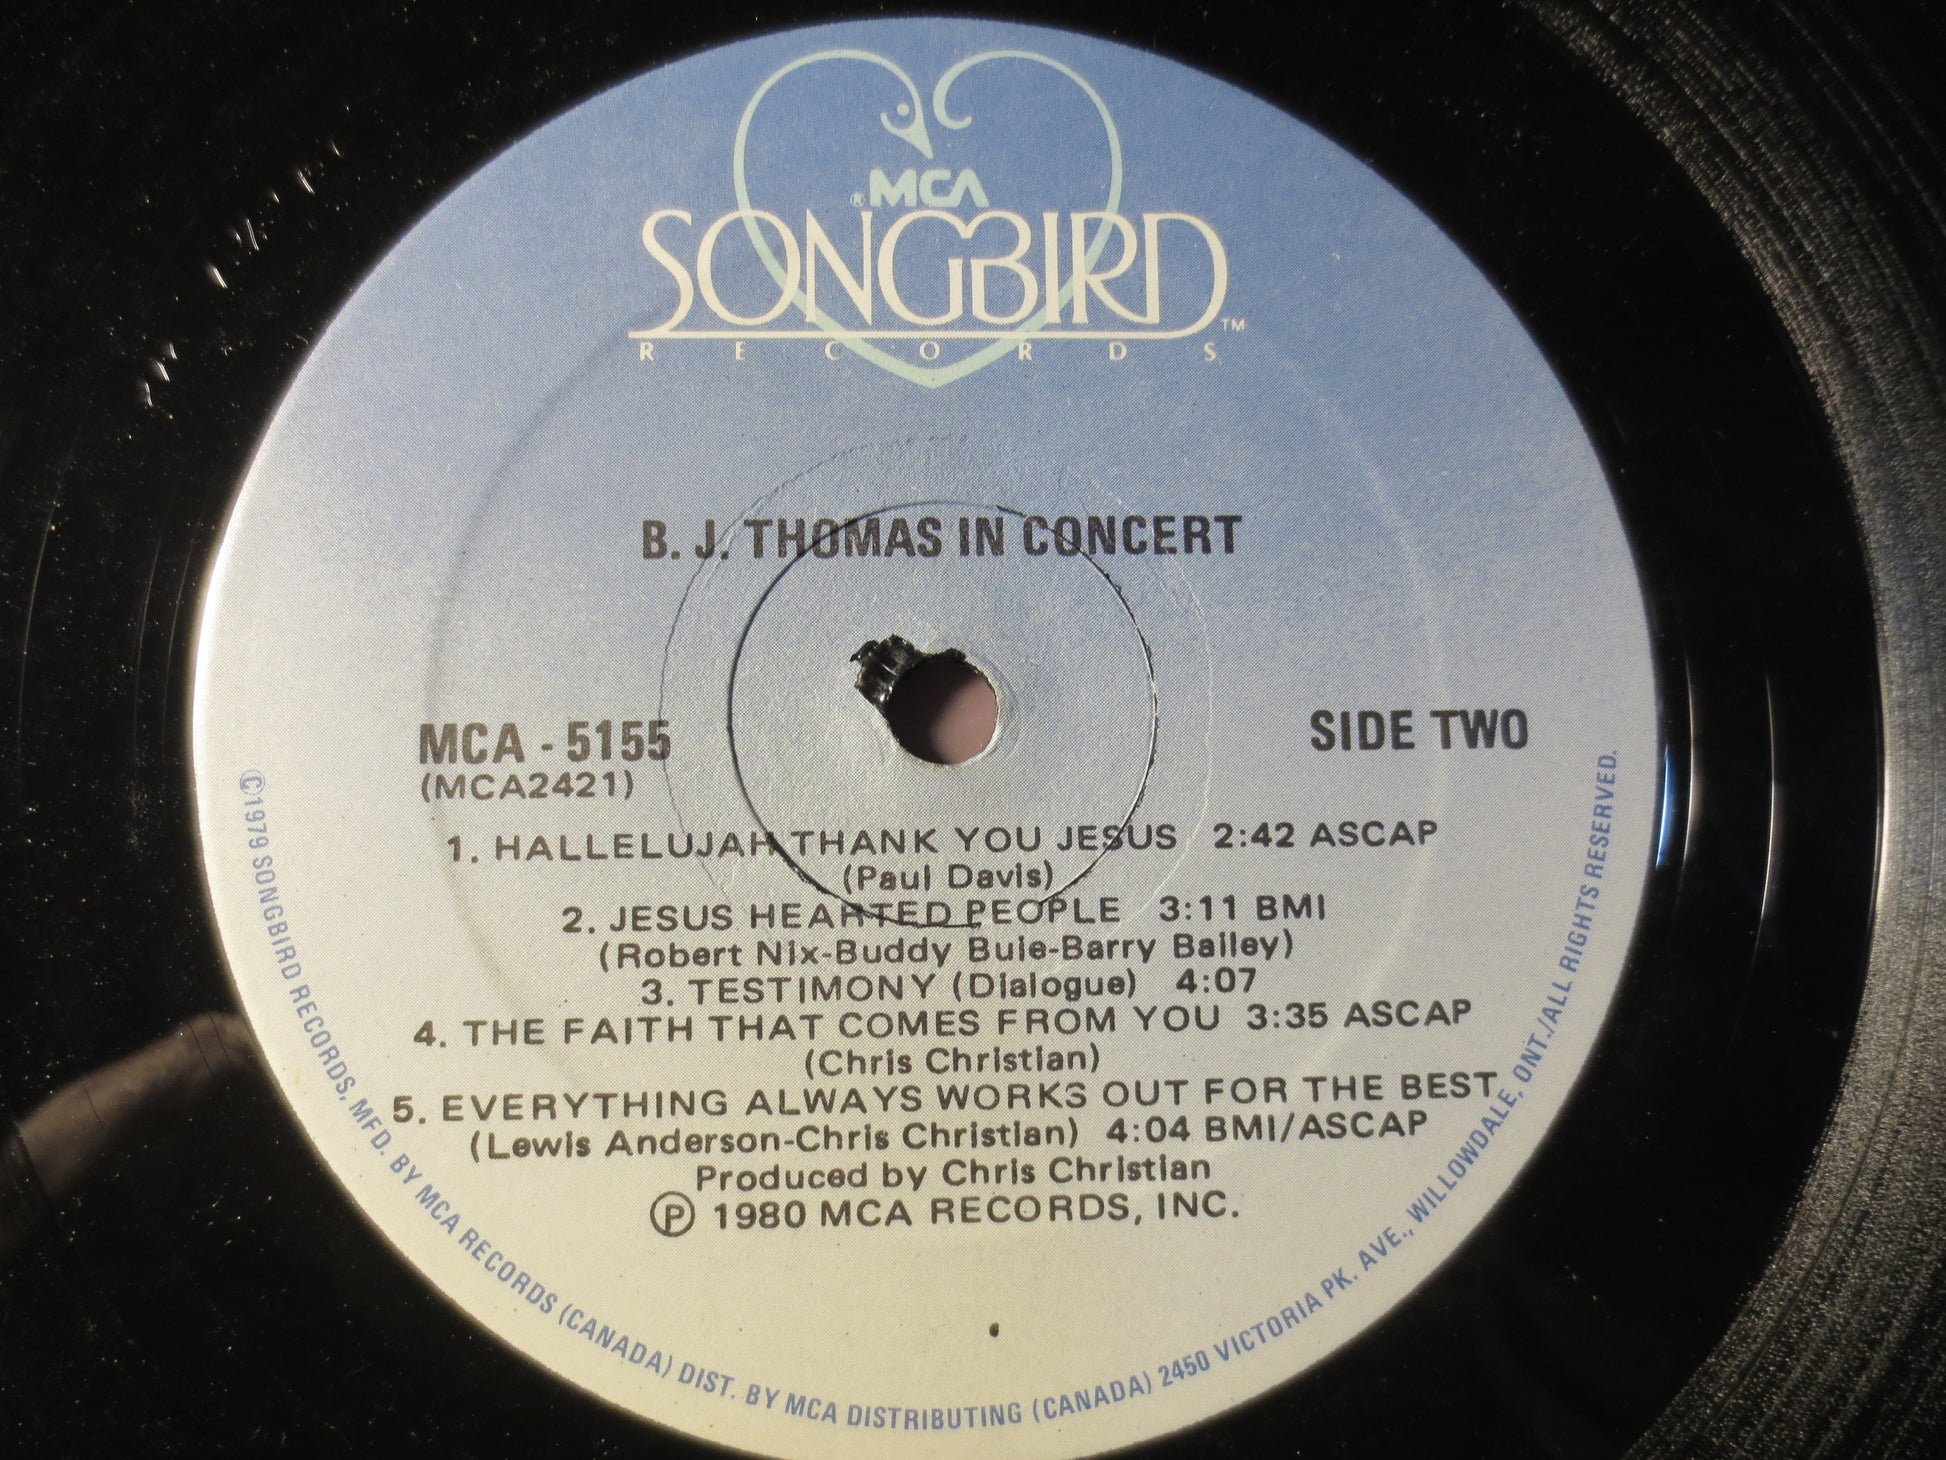 ® MCA
SONGBIRD™
RECORDS
B. J. THOMAS IN CONCERT
MCA - 5155
(MCA2421)
SIDE TWO
1. HALLELUJAH THANK YOU JESUS 2:42 ASCAP
(Paul Davis)
2. JESUS HEARTED PEOPLE 3:11 BMI
(Robert Nix-Buddy Buie-Barry Bailey)
3. TESTIMONY (Dialogue) 4:07
4. THE FAITH THAT COMES FROM YOU 3:35 ASCAP
(Chris Christian)
5. EVERYTHING ALWAYS WORKS OUT FOR THE BEST
(Lewis Anderson-Chris Christian) 4:04 BMI/ASCAP
Produced by Chris Christian
Ⓟ 1980 MCA RECORDS, INC.
©1979 SONGBIRD RECORDS, MFD. BY MCA RECORDS (CANADA) DIST. BY MCA DISTRIBUTING (CANADA) 2450 VICTORIA PK. AVE., WILLOWDALE, ONT./ALL RIGHTS RESERVED.